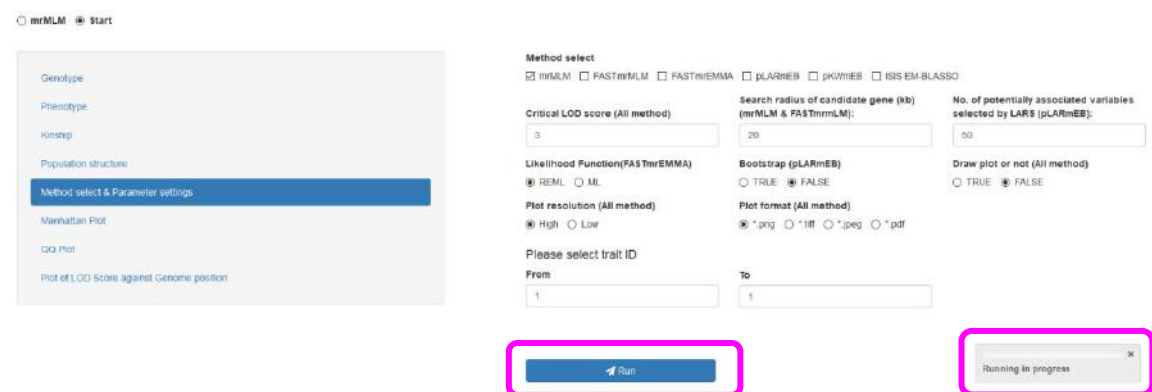 mrMLM Start
Genotype
Phenotype
Kinship
Population structure
Method select & Parameter settings
Manhattan Plot
QQ Plot
Plot of LOD Score against Genome position
Method select
mrMLM FASTmrMLM FASTmrEMMA pLARmEB pKWmEB ISIS EM-BLASSO
Critical LOD score (All method)
3
Search radius of candidate gene (kb)
(mrMLM & FASTmrmLM):
20
No. of potentially associated variables
selected by LARS (pLARmEB):
50
Likelihood Function(FASTmrEMMA)
REML ML
Bootstrap (pLARmEB)
TRUE FALSE
Draw plot or not (All method)
TRUE FALSE
Plot resolution (All method)
High Low
Plot format (All method)
*.png *.tiff *.jpeg *.pdf
Please select trait ID
From
1
To
1
Run
×
Running in progress